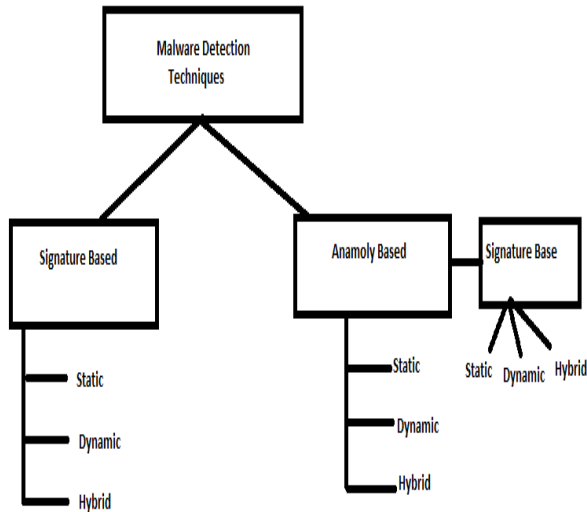 Malware Detection
Techniques
Signature Based
Anamoly Based
Signature Base
Static
Dynamic
Hybrid
Static
Dynamic
Hybrid
Static
Dynamic
Hybrid